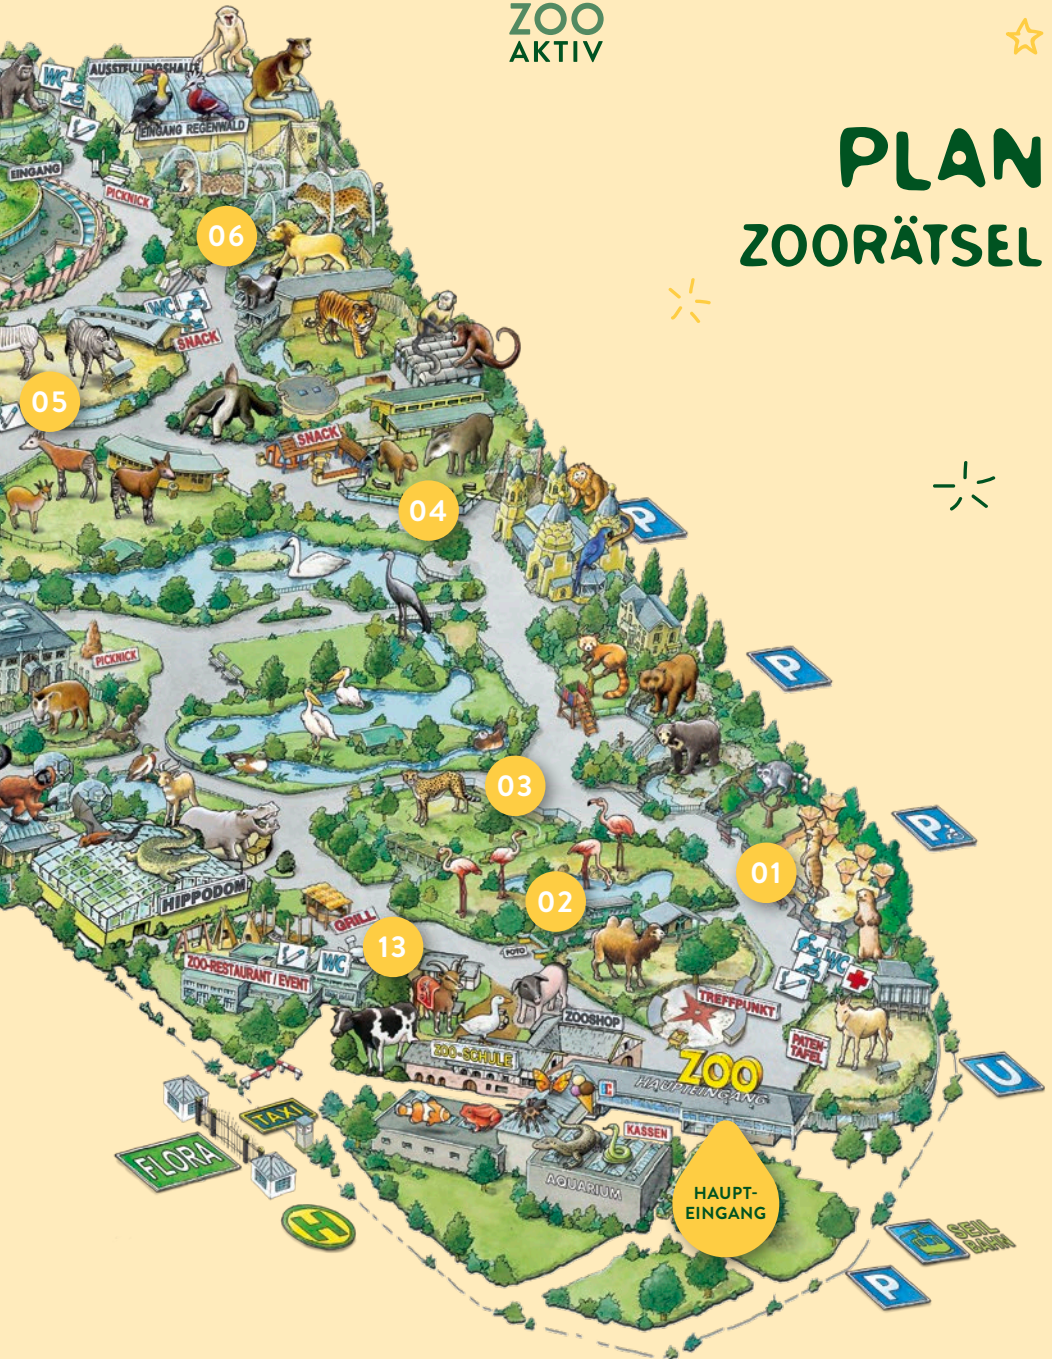 ZOO
AKTIV
PLAN
ZOORÄTSEL
WC
AUSSTELLUNGSHAUS
EINGANG REGENWALD
EINGANG
PICKNICK
06
WC
SNACK
05
SNACK
04
P
P
PICKNICK
03
P
01
02
HIPPODOM
GRILL
13
FOTO
WC
ZOO-RESTAURANT / EVENT
WC
TREFFPUNKT
ZOOSHOP
PATEN-
TAFEL
ZOO-SCHULE
ZOO
HAUPTEINGANG
U
TAXI
KASSEN
FLORA
AQUARIUM
HAUPT-
EINGANG
H
SEIL
BAHN
P